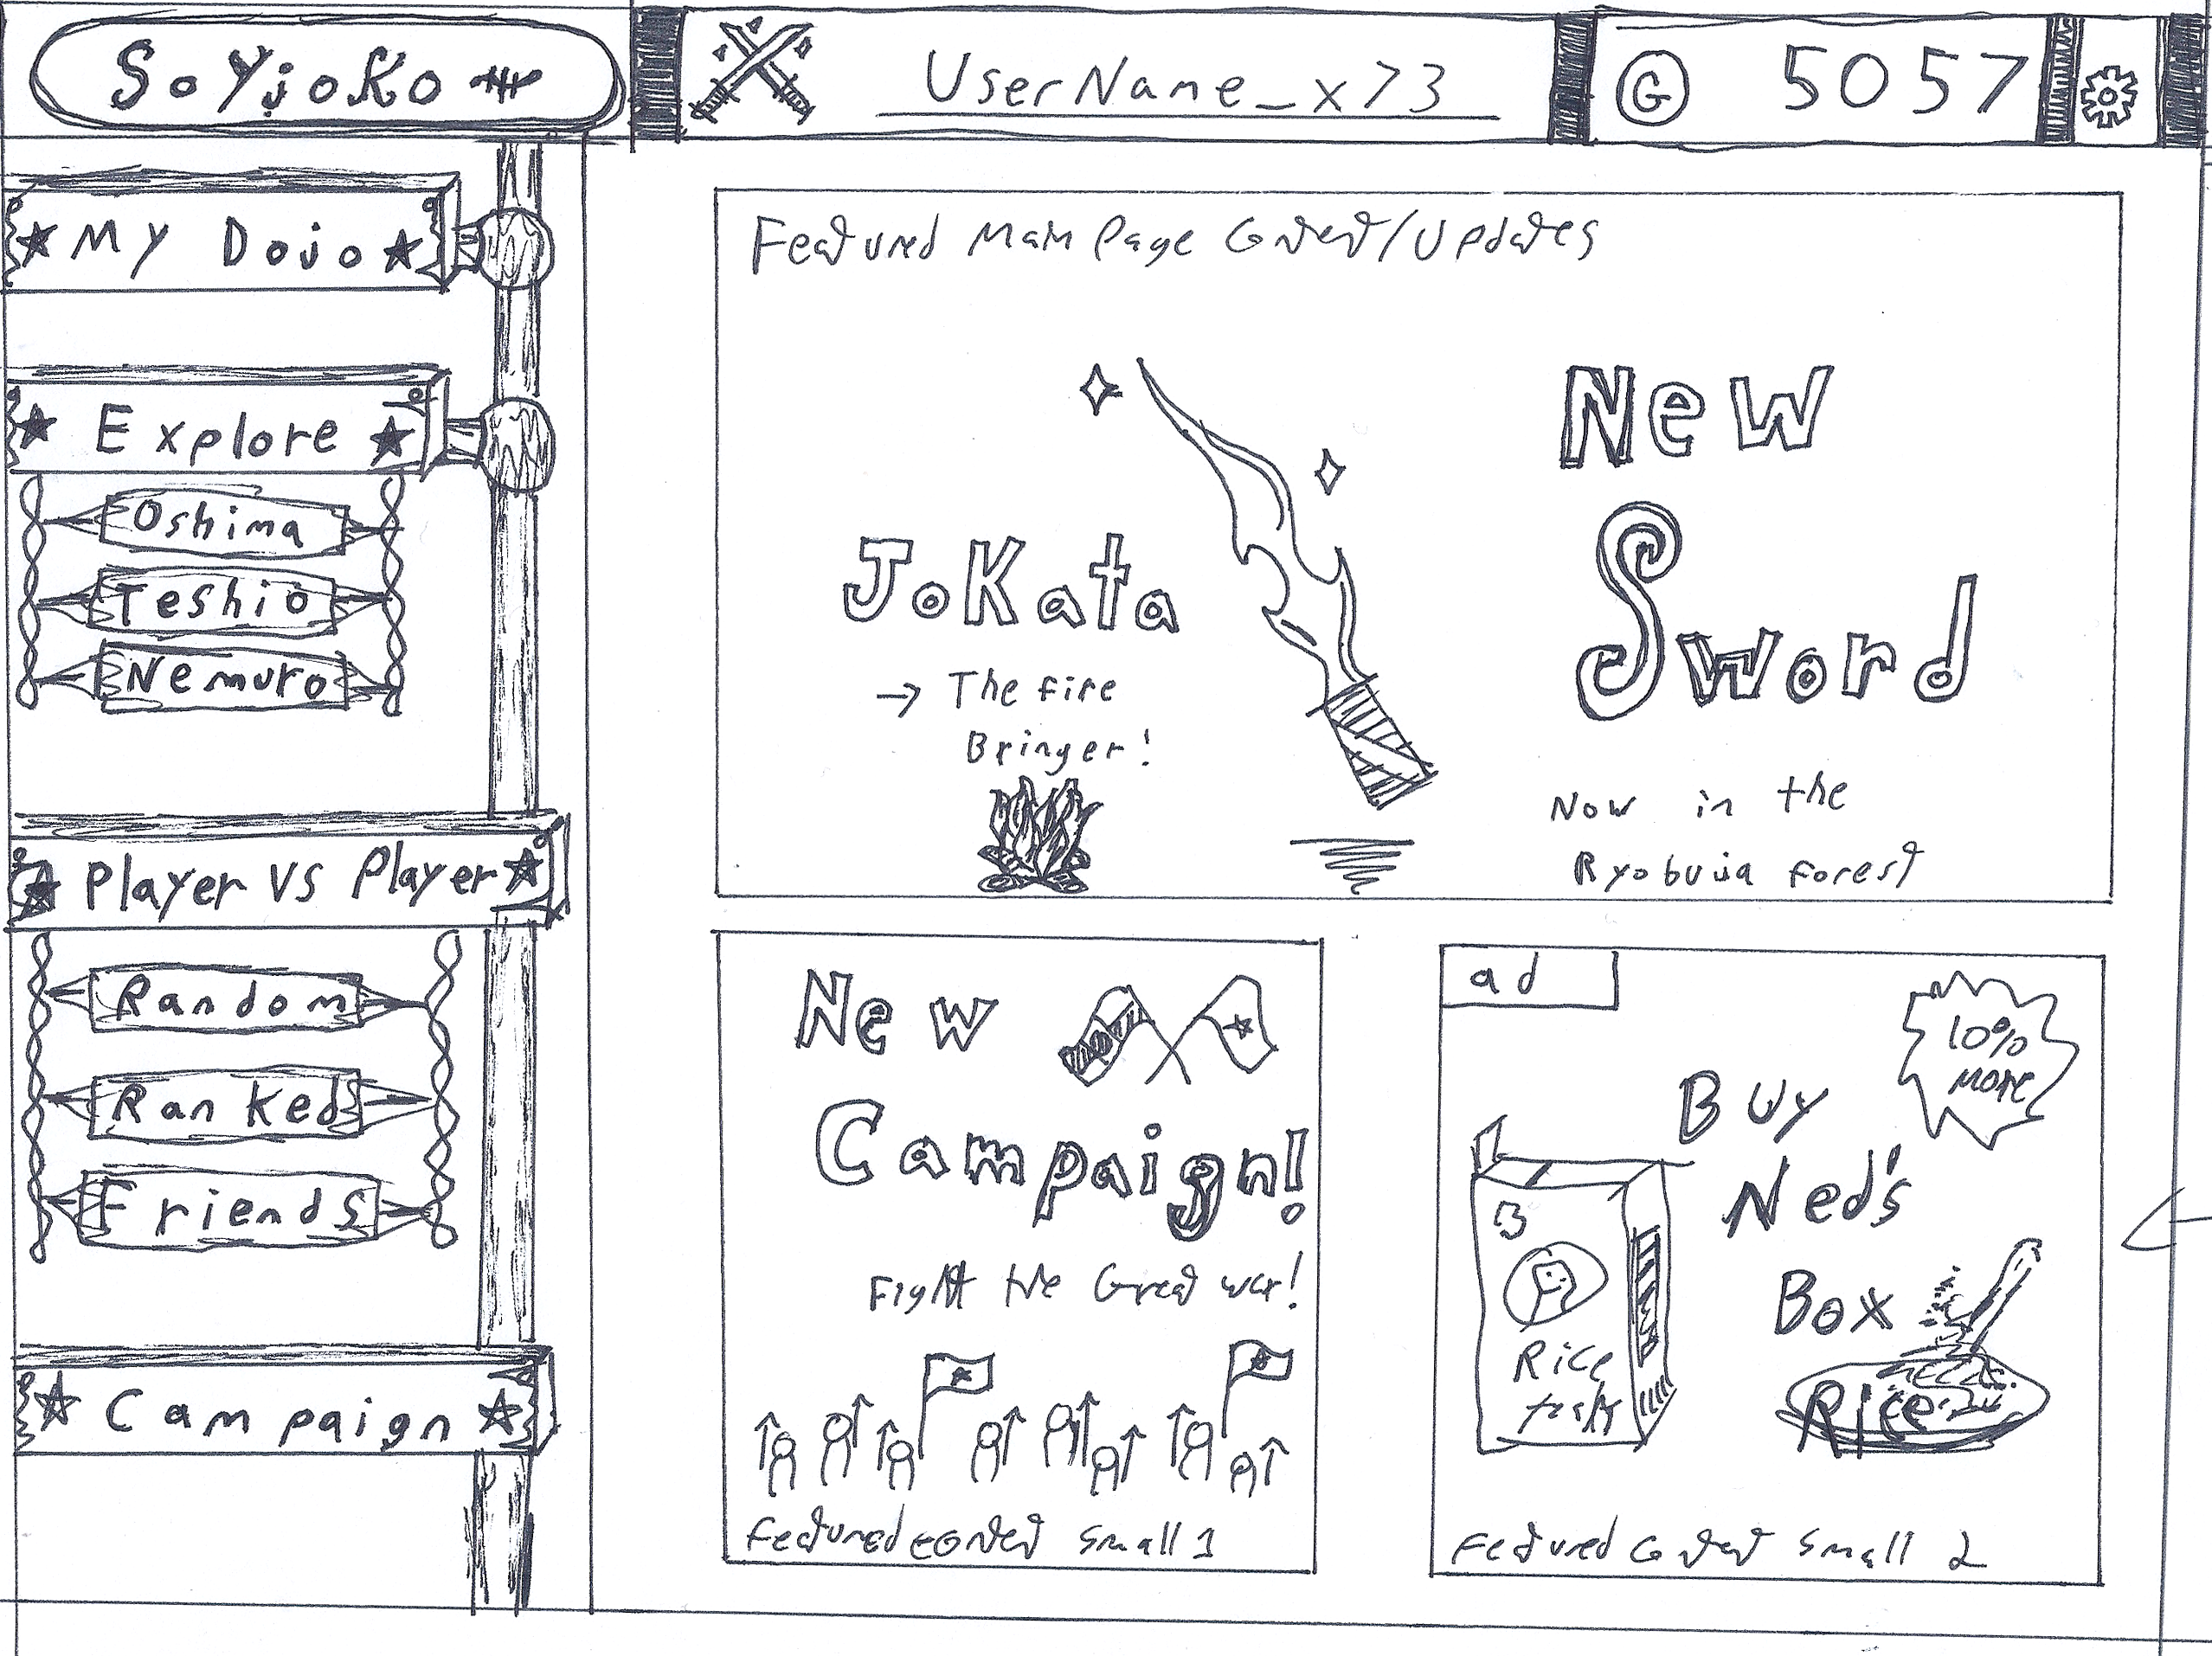 SoYjoKo
UserName_x73
G 5057
My Dojo
Explore
Oshima
Teshio
Nemuro
Player VS Player
Random
Ranked
Friends
Campaign
Featured Main Page Content/Updates
New
Sword
JoKata
→ The fire
Bringer!
Now in the
forest
New
Campaign!
Fight the Great war!
Featured content Small 1
ad
10%
more
Buy
Ned's
Box
Rice
Rice
Featured Content Small 2